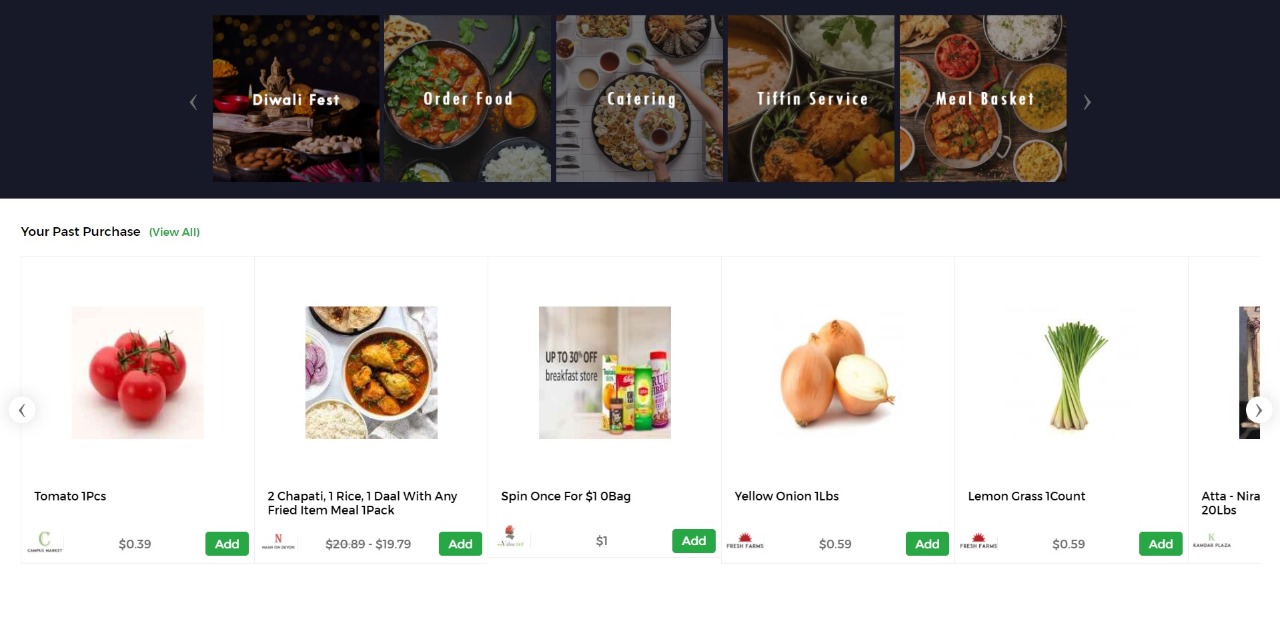 Diwali Fest
Order Food
Catering
Tiffin Service
Meal Basket
Your Past Purchase (View All)
UP TO 30% OFF
breakfast store
Tomato 1Pcs
2 Chapati, 1 Rice, 1 Daal With Any
Fried Item Meal 1Pack
Spin Once For $1 0Bag
Yellow Onion 1Lbs
Lemon Grass 1Count
Atta - Nira
20Lbs
C
CAMPUS MARKET
$0.39
Add
N
$20.89 - $19.79
Add
$1
Add
FRESH FARMS
$0.59
Add
FRESH FARMS
$0.59
Add
K
KAMDAR PLAZA